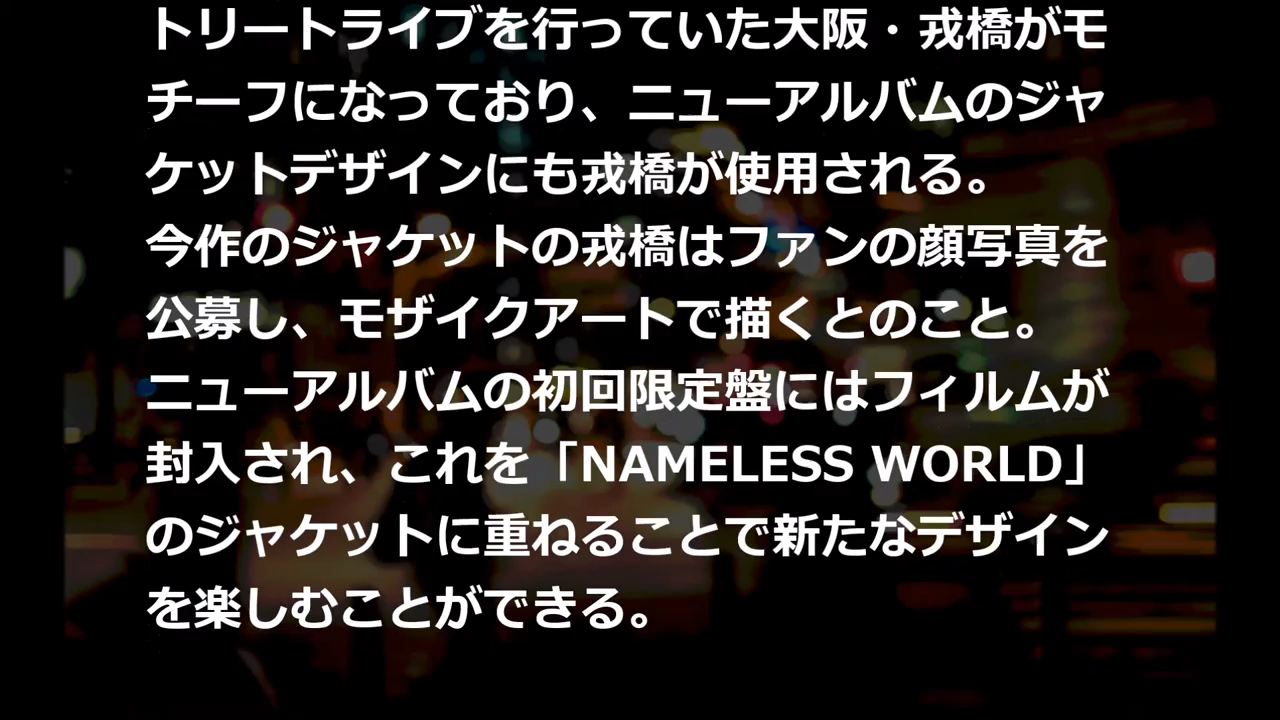 トリートライブを行っていた大阪・戎橋がモ
チーフになっており、ニューアルバムのジャ
ケットデザインにも戎橋が使用される。
今作のジャケットの戎橋はファンの顔写真を
公募し、モザイクアートで描くとのこと。
ニューアルバムの初回限定盤にはフィルムが
封入され、これを「NAMELESS WORLD」
のジャケットに重ねることで新たなデザイン
を楽しむことができる。